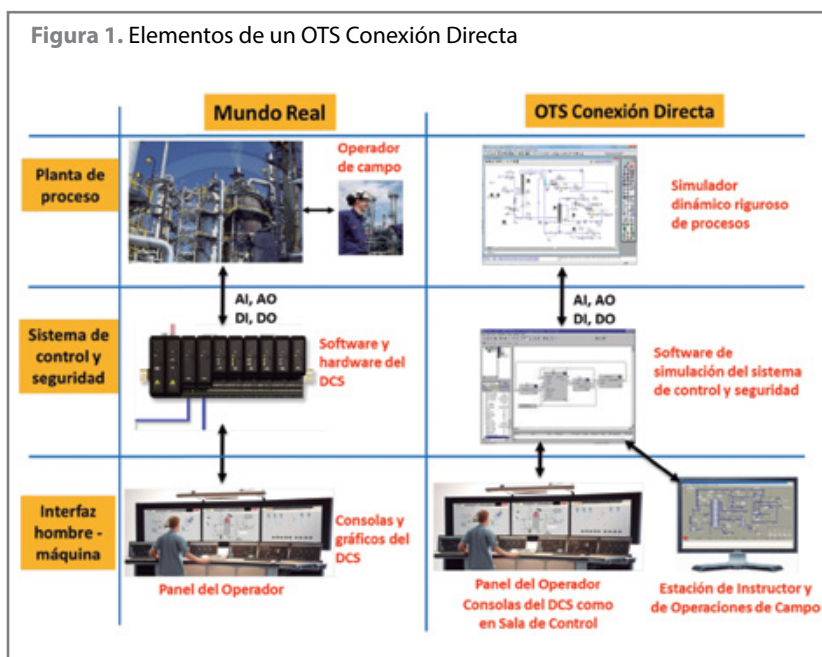 Figura 1. Elementos de un OTS Conexión Directa
Mundo Real
OTS Conexión Directa
Planta de
proceso
Operador
de campo
Simulador
dinámico riguroso
de procesos
AI, AO
DI, DO
AI, AO
DI, DO
Sistema de
control y
seguridad
Software y
hardware del
DCS
Software de
simulación del sistema
de control y seguridad
Interfaz
hombre -
máquina
Consolas y
gráficos del
DCS
Panel del Operador
Panel del Operador
Consolas del DCS como
en Sala de Control
Estación de Instructor y
de Operaciones de Campo